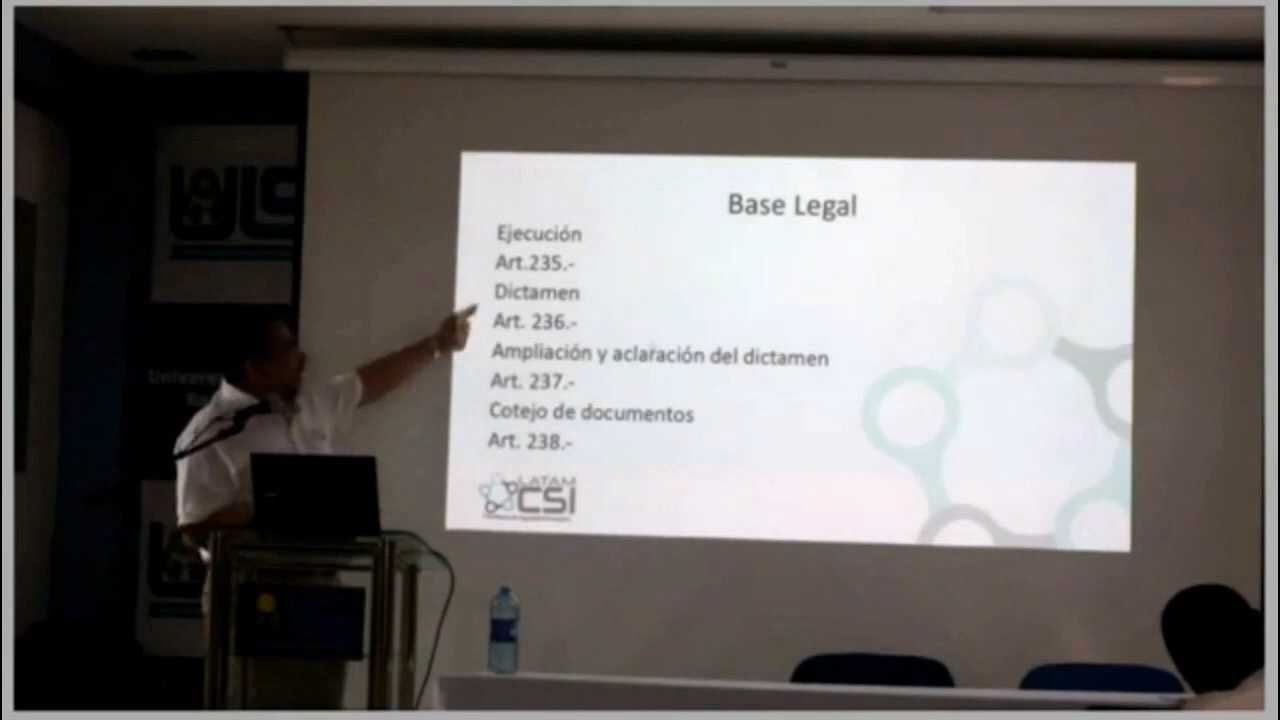 Base Legal
Ejecución
Art.235.-
Dictamen
Art. 236.-
Ampliación y aclaración del dictamen
Art. 237.-
Cotejo de documentos
Art. 238.-
LATAM
CSI
Univers